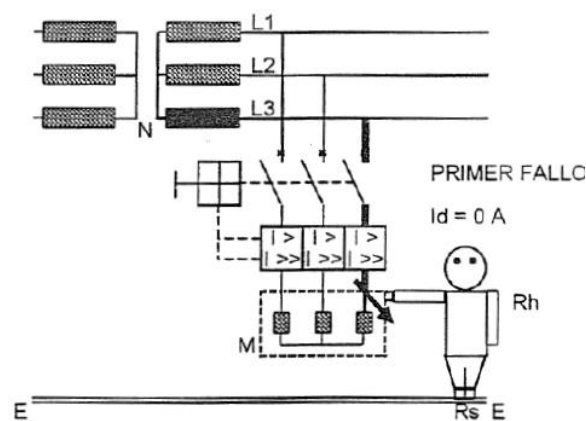 L1
L2
L3
N
PRIMER FALLO
Id = 0 A
I > I > I >
I >> I >> I >>
Rh
M
E Rs E